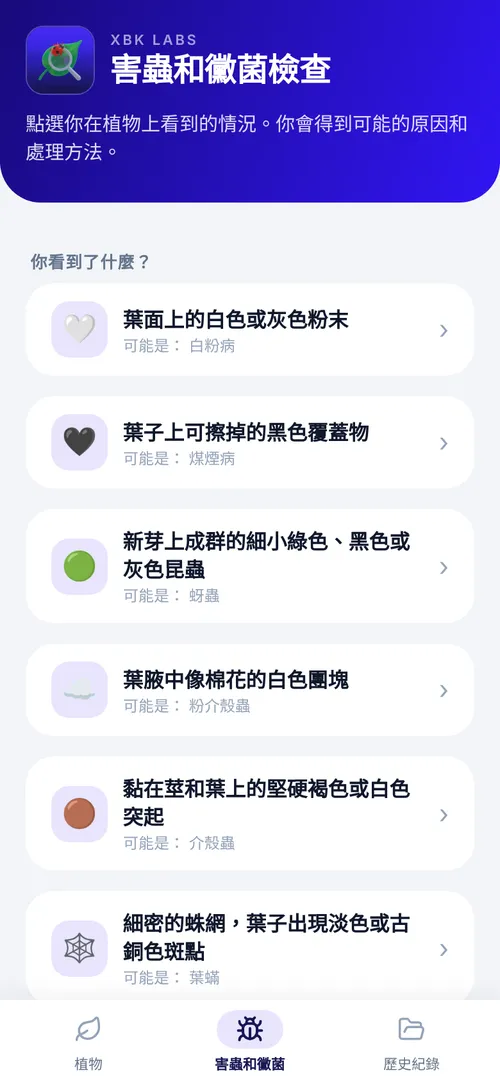 XBK LABS
害蟲和黴菌檢查
點選你在植物上看到的情況。你會得到可能的原因和
處理方法。
你看到了什麼？
葉面上的白色或灰色粉末
可能是： 白粉病
葉子上可擦掉的黑色覆蓋物
可能是： 煤煙病
新芽上成群的細小綠色、黑色或
灰色昆蟲
可能是： 蚜蟲
葉腋中像棉花的白色團塊
可能是： 粉介殼蟲
黏在莖和葉上的堅硬褐色或白色
突起
可能是： 介殼蟲
細密的蛛網，葉子出現淡色或古
銅色斑點
可能是： 葉蟎
植物
害蟲和黴菌
歷史紀錄